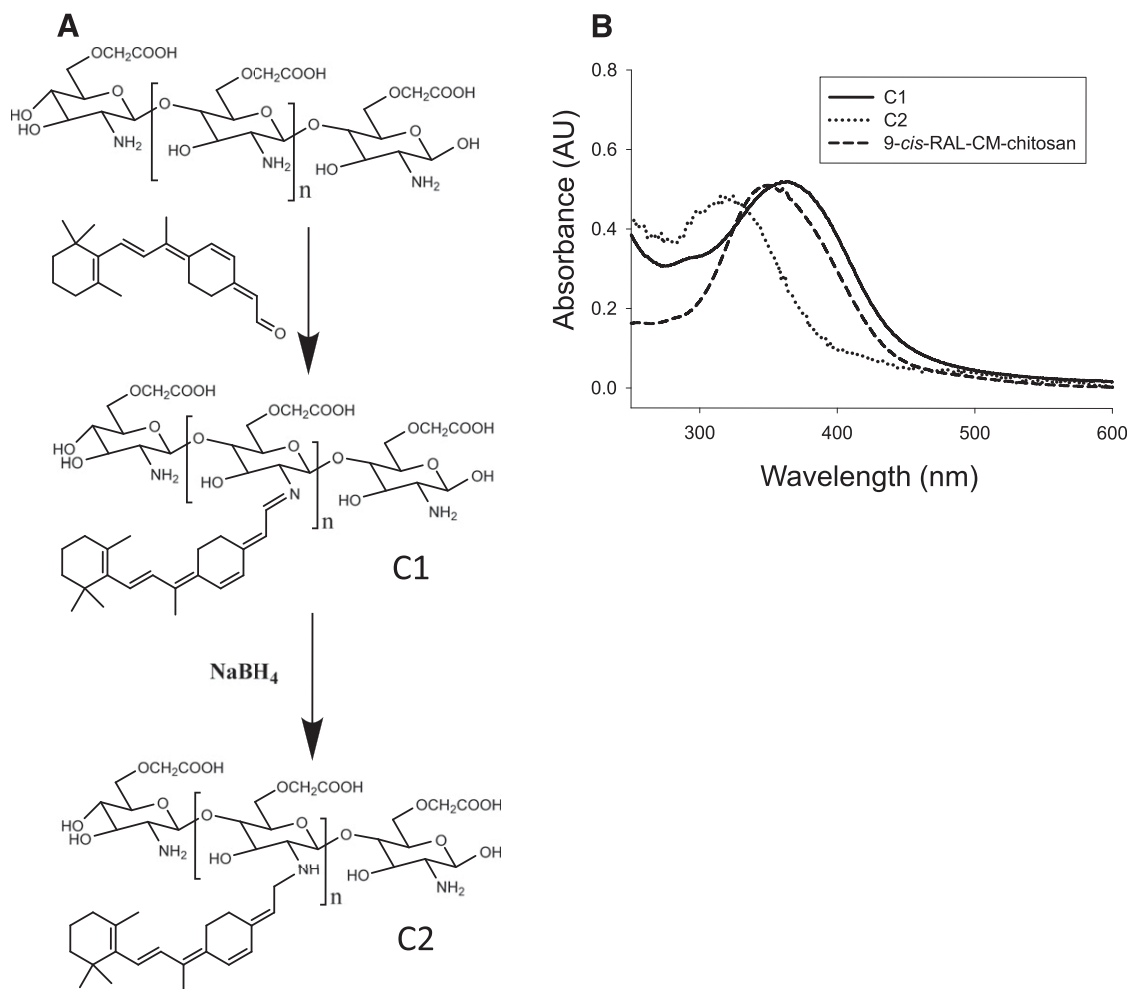 A
OCH2COOH
OCH2COOH
OCH2COOH
O
O
O
O
O
OH
HO
HO
NH2
HO
NH2
HO
NH2
n
O
OCH2COOH
OCH2COOH
OCH2COOH
O
O
O
O
O
OH
HO
HO
NH2
HO
N
HO
NH2
n
C1
NaBH4
OCH2COOH
OCH2COOH
OCH2COOH
O
O
O
O
O
OH
HO
HO
NH2
HO
NH
HO
NH2
n
C2
B
C1
C2
9-cis-RAL-CM-chitosan
Absorbance (AU)
0.8
0.6
0.4
0.2
0.0
300 400 500 600
Wavelength (nm)